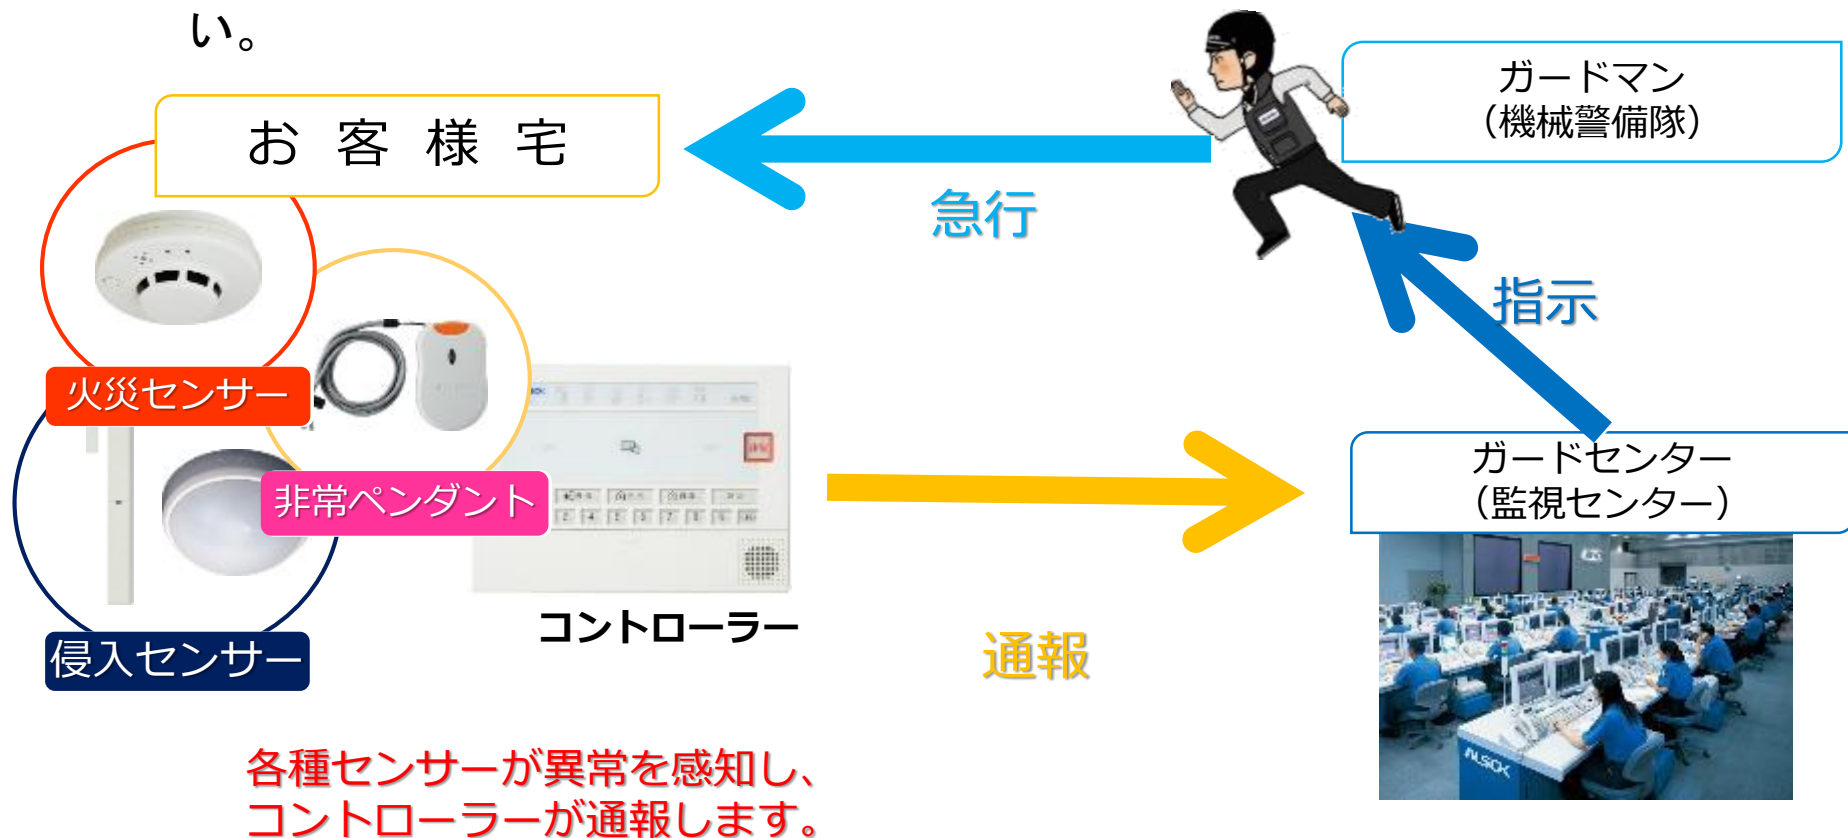 い。
お客様宅
ガードマン
（機械警備隊）
急行
指示
火災センサー
非常ペンダント
ガードセンター
（監視センター）
コントローラー
侵入センサー
通報
ALSOK
各種センサーが異常を感知し、
コントローラーが通報します。